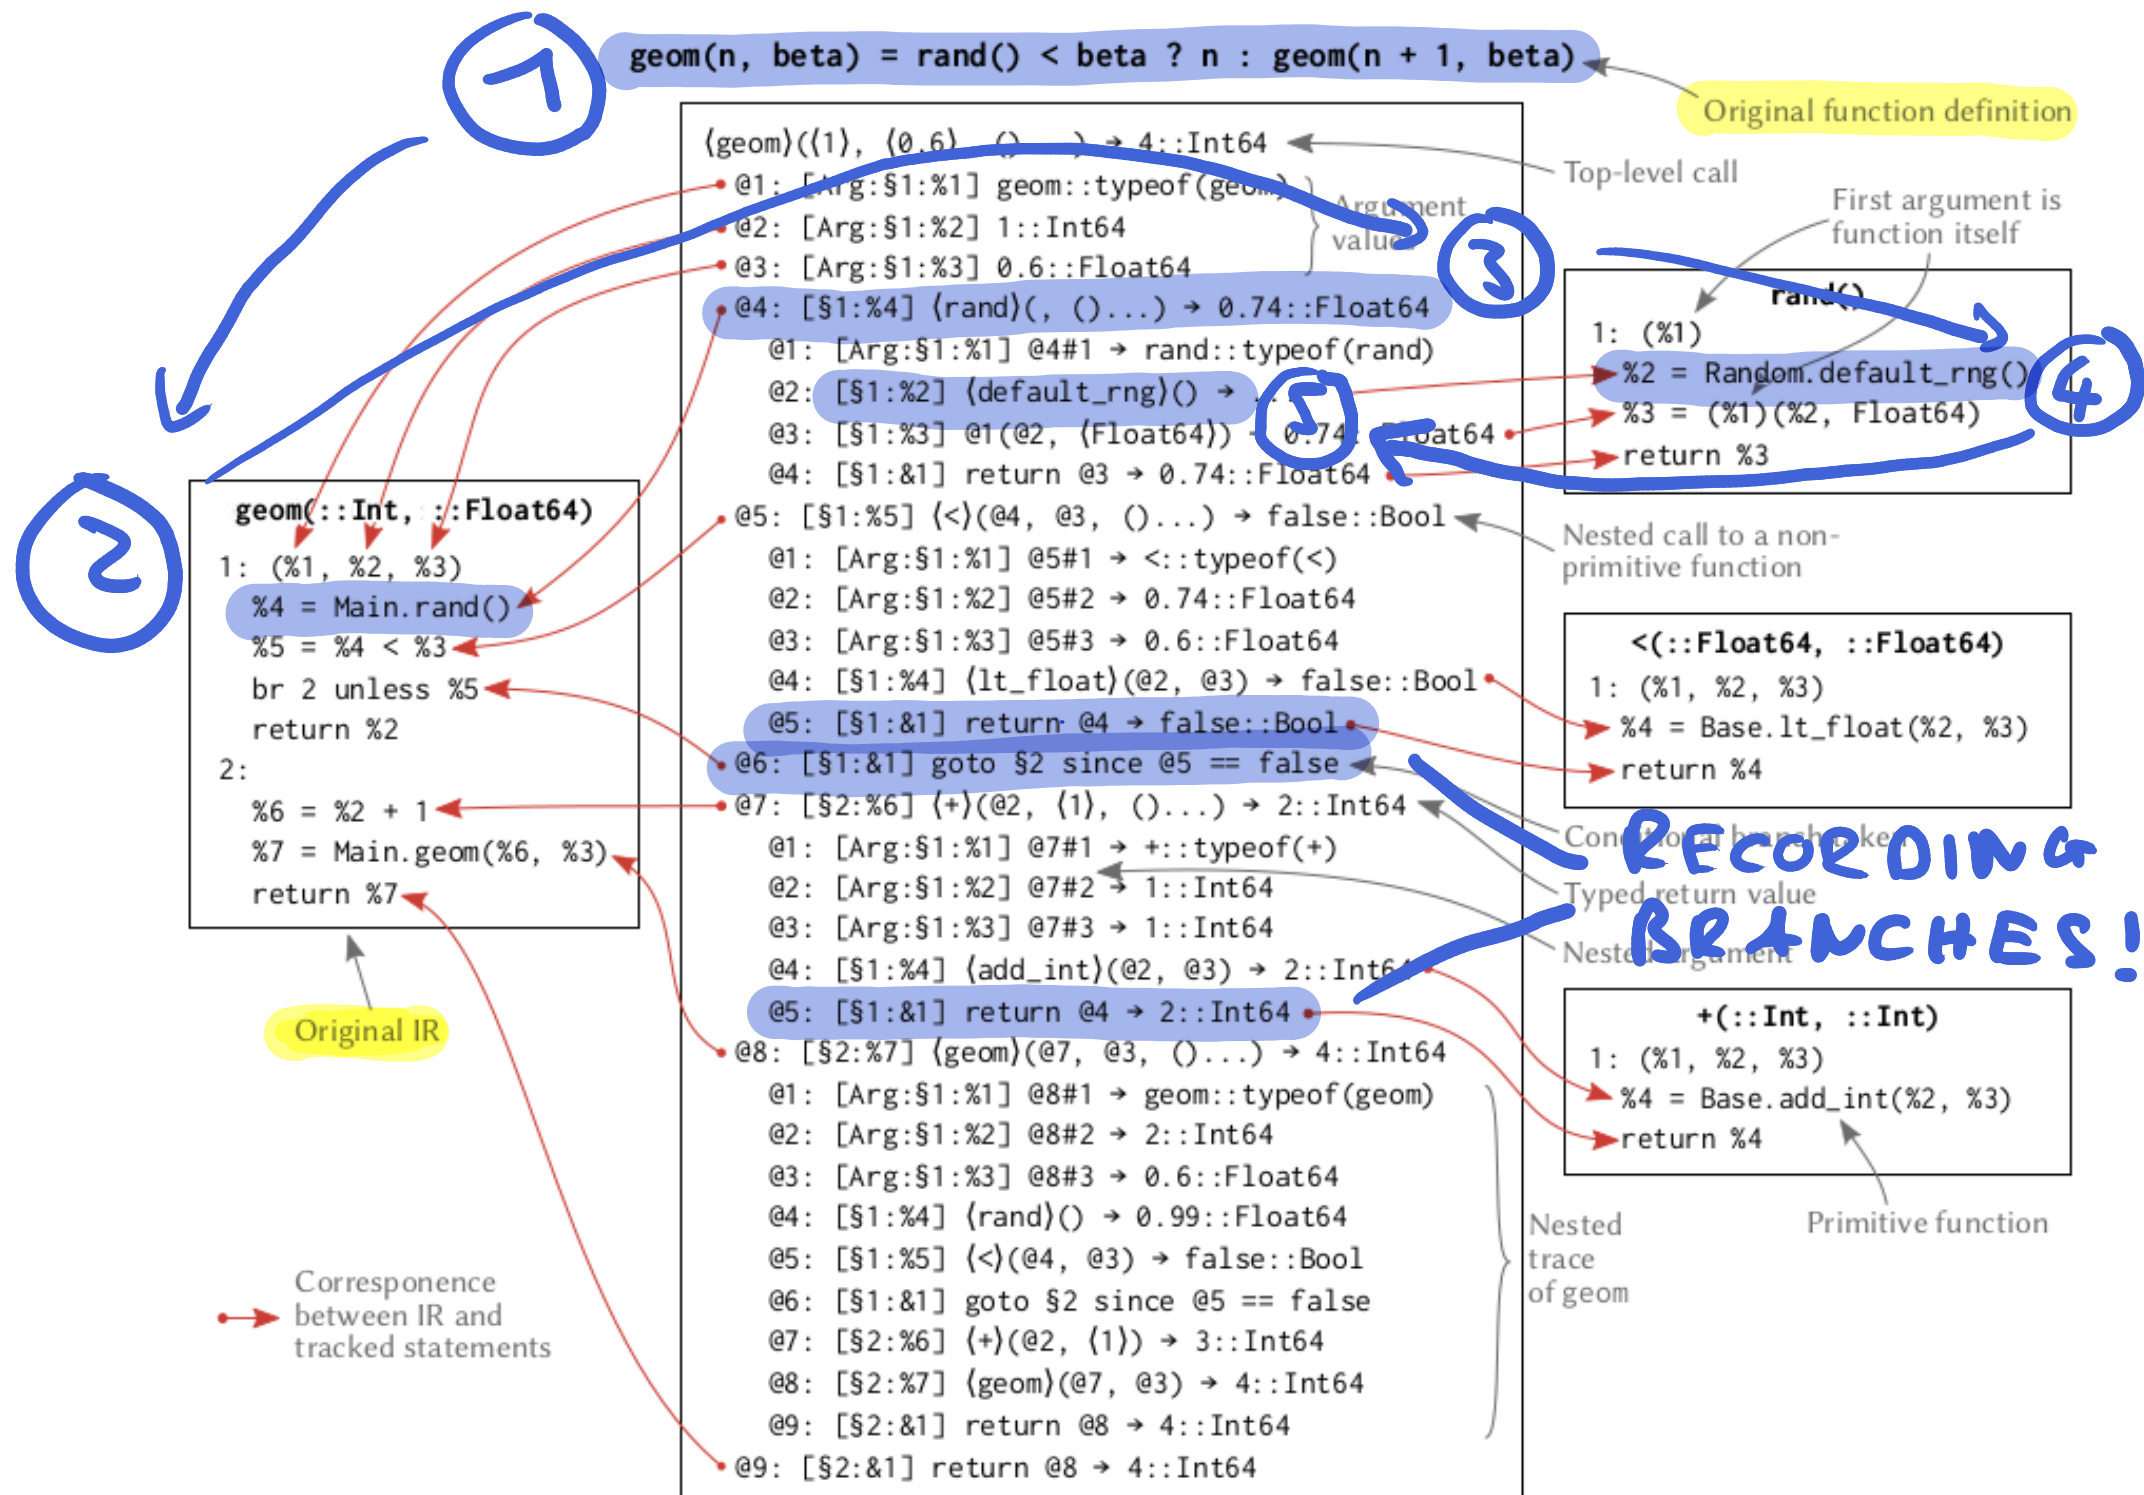 1
geom(n, beta) = rand() < beta ? n : geom(n + 1, beta)
Original function definition
⟨geom⟩(⟨1⟩, ⟨0.6⟩, ()...) → 4::Int64
Top-level call
@1: [Arg:§1:%1] geom::typeof(geom)
@2: [Arg:§1:%2] 1::Int64
@3: [Arg:§1:%3] 0.6::Float64
Argument
values
@4: [§1:%4] ⟨rand⟩(, ()...) → 0.74::Float64
@1: [Arg:§1:%1] @4#1 → rand::typeof(rand)
@2: [§1:%2] ⟨default_rng⟩() → ...
@3: [§1:%3] @1(@2, ⟨Float64⟩) → 0.74::Float64
@4: [§1:&1] return @3 → 0.74::Float64
@5: [§1:%5] ⟨<⟩(@4, @3, ()...) → false::Bool
@1: [Arg:§1:%1] @5#1 → <::typeof(<)
@2: [Arg:§1:%2] @5#2 → 0.74::Float64
@3: [Arg:§1:%3] @5#3 → 0.6::Float64
@4: [§1:%4] ⟨lt_float⟩(@2, @3) → false::Bool
@5: [§1:&1] return @4 → false::Bool
@6: [§1:&1] goto §2 since @5 == false
@7: [§2:%6] ⟨+⟩(@2, ⟨1⟩, ()...) → 2::Int64
@1: [Arg:§1:%1] @7#1 → +::typeof(+)
@2: [Arg:§1:%2] @7#2 → 1::Int64
@3: [Arg:§1:%3] @7#3 → 1::Int64
@4: [§1:%4] ⟨add_int⟩(@2, @3) → 2::Int64
@5: [§1:&1] return @4 → 2::Int64
@8: [§2:%7] ⟨geom⟩(@7, @3, ()...) → 4::Int64
@1: [Arg:§1:%1] @8#1 → geom::typeof(geom)
@2: [Arg:§1:%2] @8#2 → 2::Int64
@3: [Arg:§1:%3] @8#3 → 0.6::Float64
@4: [§1:%4] ⟨rand⟩() → 0.99::Float64
@5: [§1:%5] ⟨<⟩(@4, @3) → false::Bool
@6: [§1:&1] goto §2 since @5 == false
@7: [§2:%6] ⟨+⟩(@2, ⟨1⟩) → 3::Int64
@8: [§2:%7] ⟨geom⟩(@7, @3) → 4::Int64
@9: [§2:&1] return @8 → 4::Int64
@9: [§2:&1] return @8 → 4::Int64
2
geom(::Int, ::Float64)
1: (%1, %2, %3)
%4 = Main.rand()
%5 = %4 < %3
br 2 unless %5
return %2
2:
%6 = %2 + 1
%7 = Main.geom(%6, %3)
return %7
Original IR
Corresponence
between IR and
tracked statements
3
First argument is
function itself
rand()
1: (%1)
%2 = Random.default_rng()
%3 = (%1)(%2, Float64)
return %3
4
5
Nested call to a non-
primitive function
<(::Float64, ::Float64)
1: (%1, %2, %3)
%4 = Base.lt_float(%2, %3)
return %4
Conditional branch taken
RECORDING
Typed return value
BRANCHES!
Nested argument
+(::Int, ::Int)
1: (%1, %2, %3)
%4 = Base.add_int(%2, %3)
return %4
Primitive function
Nested
trace
of geom